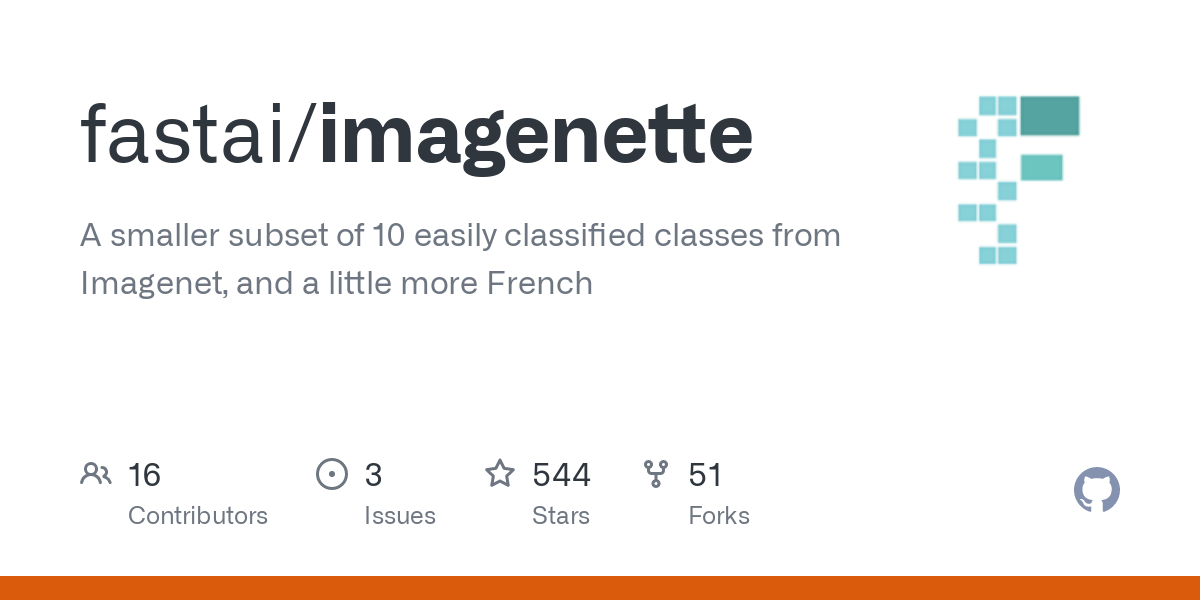 fastai/imagenette
A smaller subset of 10 easily classified classes from
Imagenet, and a little more French
16 3 544 51
Contributors Issues Stars Forks